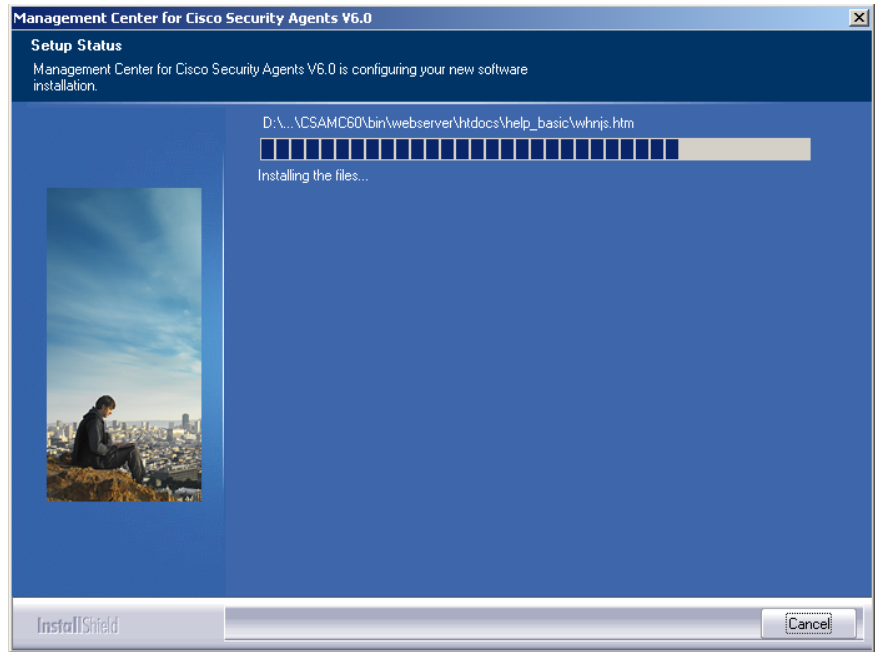 Management Center for Cisco Security Agents V6.0
Setup Status
Management Center for Cisco Security Agents V6.0 is configuring your new software
installation.
D:\...\CSAMC60\bin\webserver\htdocs\help_basic\whnjs.htm
Installing the files...
InstallShield
Cancel